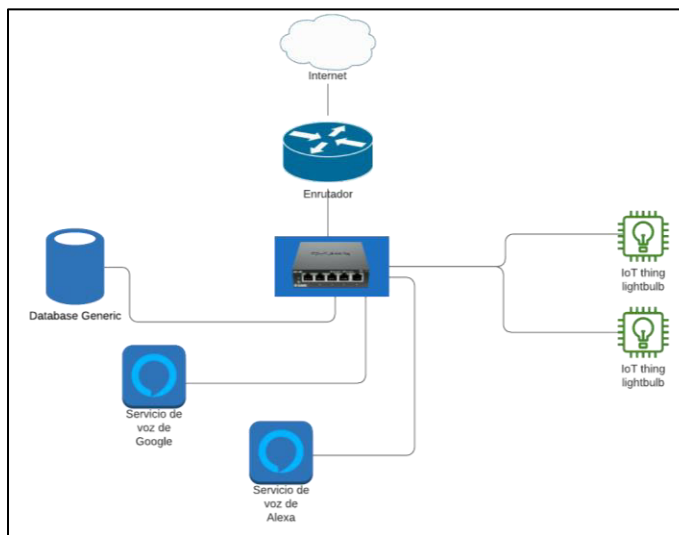 Internet
Enrutador
Database Generic
IoT thing
lightbulb
IoT thing
lightbulb
Servicio de
voz de
Google
Servicio de
voz de
Alexa